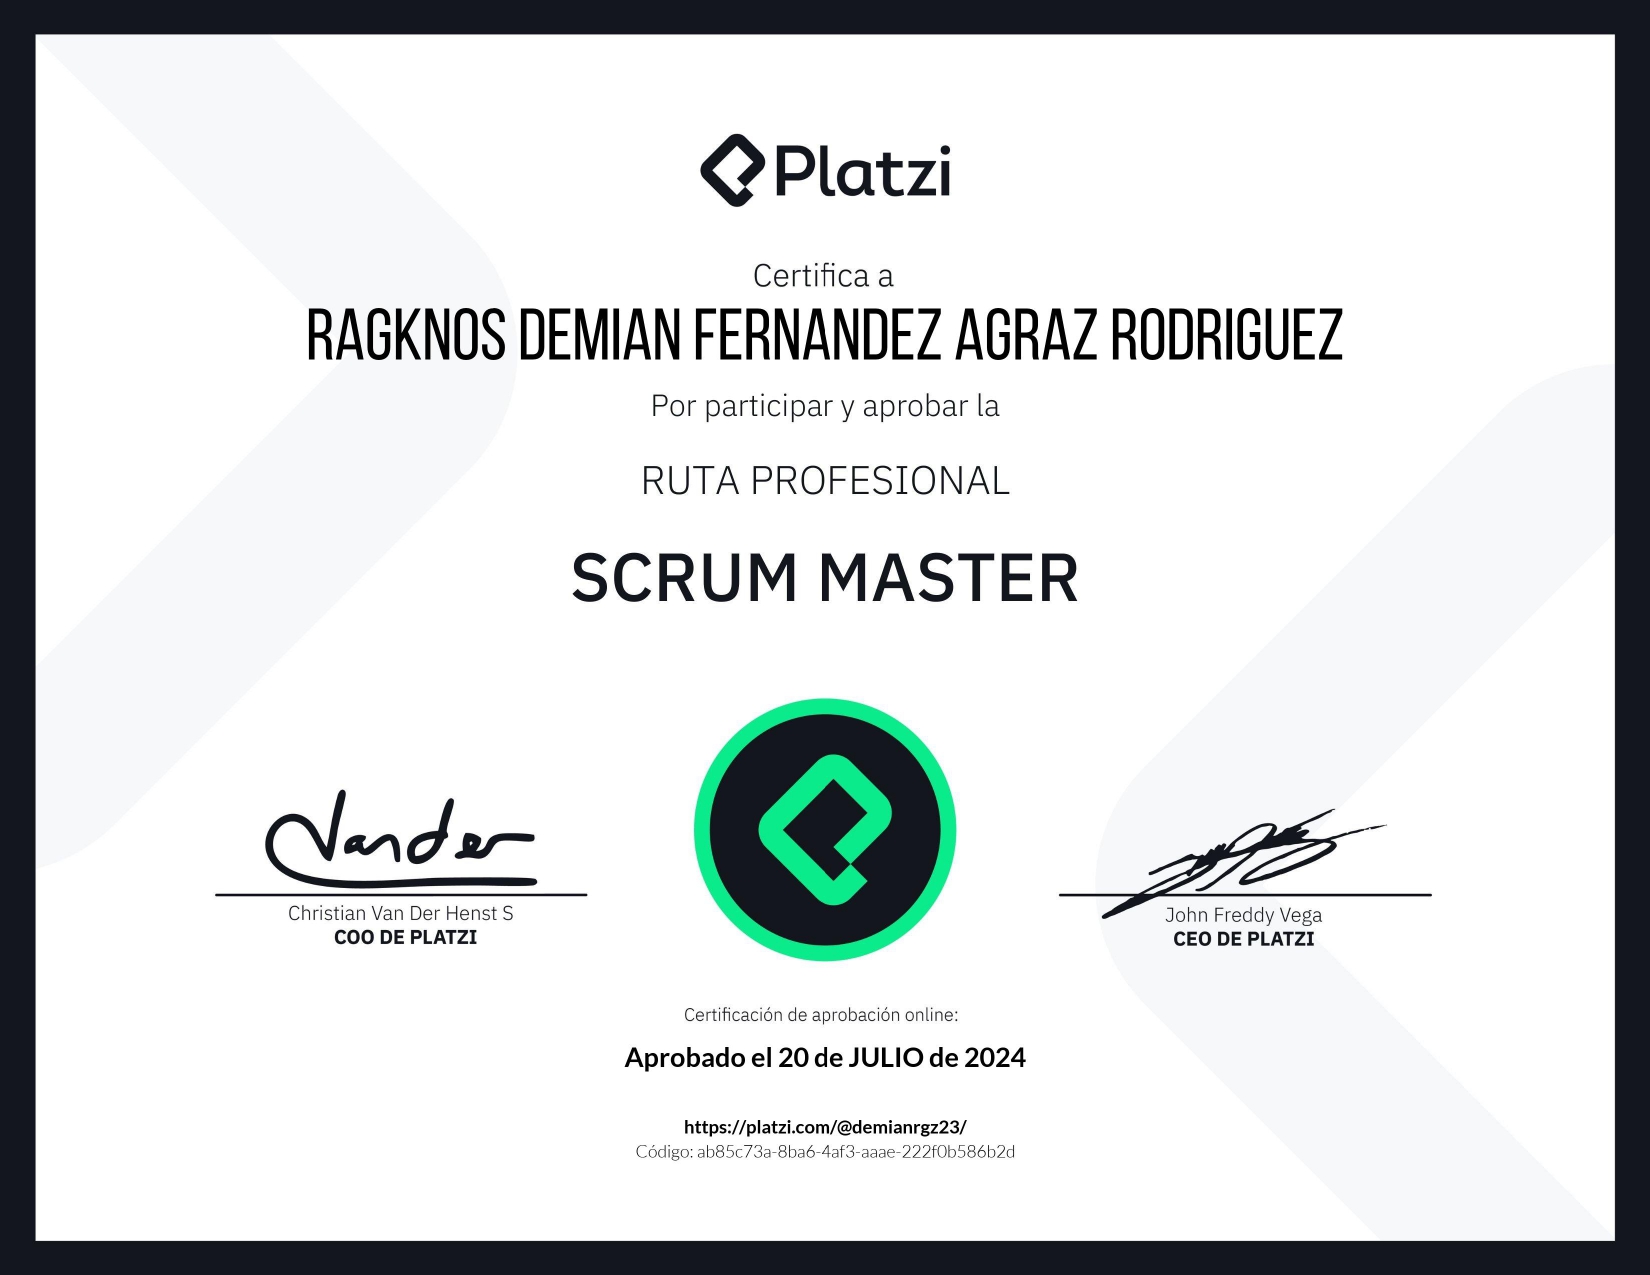 Platzi
Certifica a
RAGKNOS DEMIAN FERNANDEZ AGRAZ RODRIGUEZ
Por participar y aprobar la
RUTA PROFESIONAL
SCRUM MASTER
Vander
Christian Van Der Henst S
COO DE PLATZI
John Freddy Vega
CEO DE PLATZI
Certificación de aprobación online:
Aprobado el 20 de JULIO de 2024
https://platzi.com/@demianrgz23/
Código: ab85c73a-8ba6-4af3-aaae-222f0b586b2d